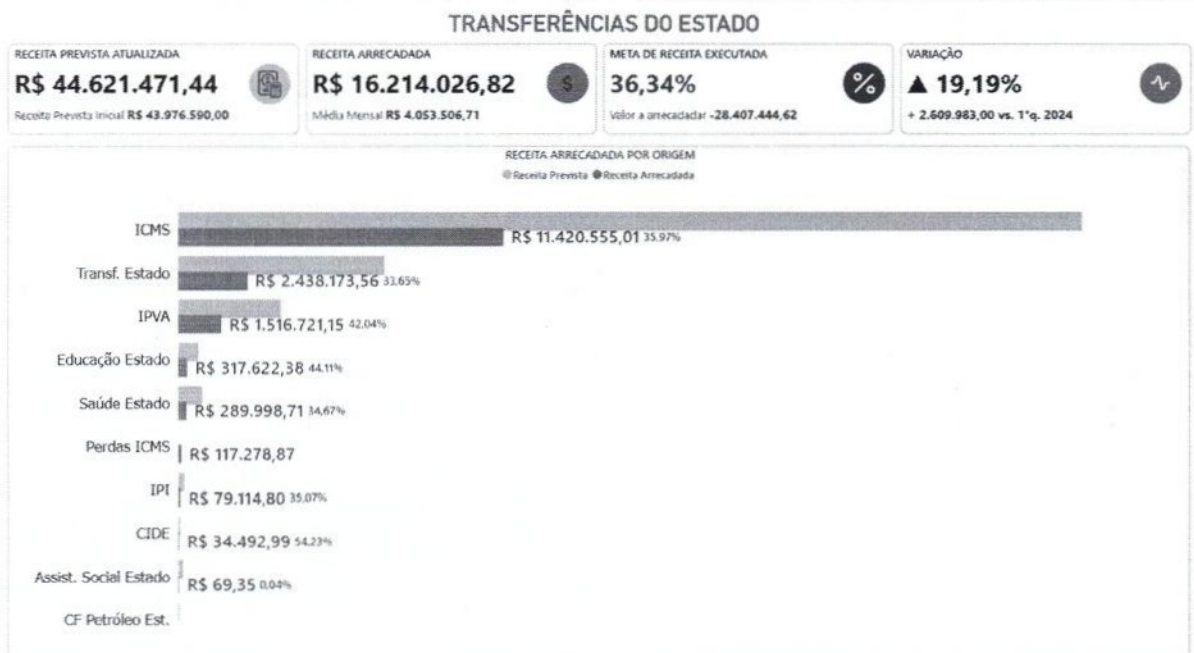 TRANSFERÊNCIAS DO ESTADO
RECEITA PREVISTA ATUALIZADA
R$ 44.621.471,44
Receita Prevista Inicial R$ 43.976.590,00
RECEITA ARRECADADA
R$ 16.214.026,82
Média Mensal R$ 4.053.506,71
META DE RECEITA EXECUTADA
36,34%
Valor a arrecadadar -28.407.444,62
VARIAÇÃO
▲ 19,19%
+ 2.609.983,00 vs. 1°q. 2024
RECEITA ARRECADADA POR ORIGEM
Receita Prevista Receita Arrecadada
ICMS R$ 11.420.555,01 35,97%
Transf. Estado R$ 2.438.173,56 33,65%
IPVA R$ 1.516.721,15 42,04%
Educação Estado R$ 317.622,38 44,11%
Saúde Estado R$ 289.998,71 34,67%
Perdas ICMS R$ 117.278,87
IPI R$ 79.114,80 35,07%
CIDE R$ 34.492,99 54,23%
Assist. Social Estado R$ 69,35 0,04%
CF Petróleo Est.